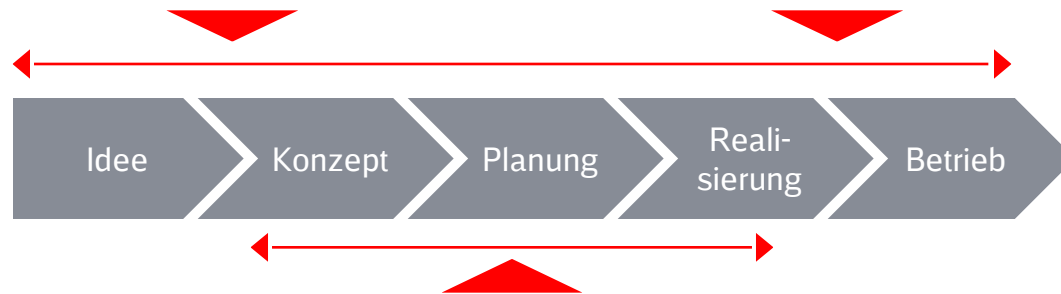 Idee
Konzept
Planung
Reali-
sierung
Betrieb